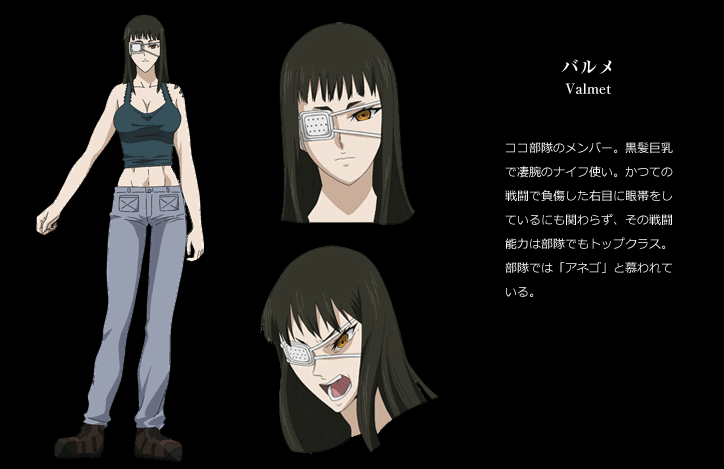 バルメ
Valmet
ココ部隊のメンバー。黒髪巨乳
で凄腕のナイフ使い。かつての
戦闘で負傷した右目に眼帯をし
ているにも関わらず、その戦闘
能力は部隊でもトップクラス。
部隊では「アネゴ」と慕われて
いる。